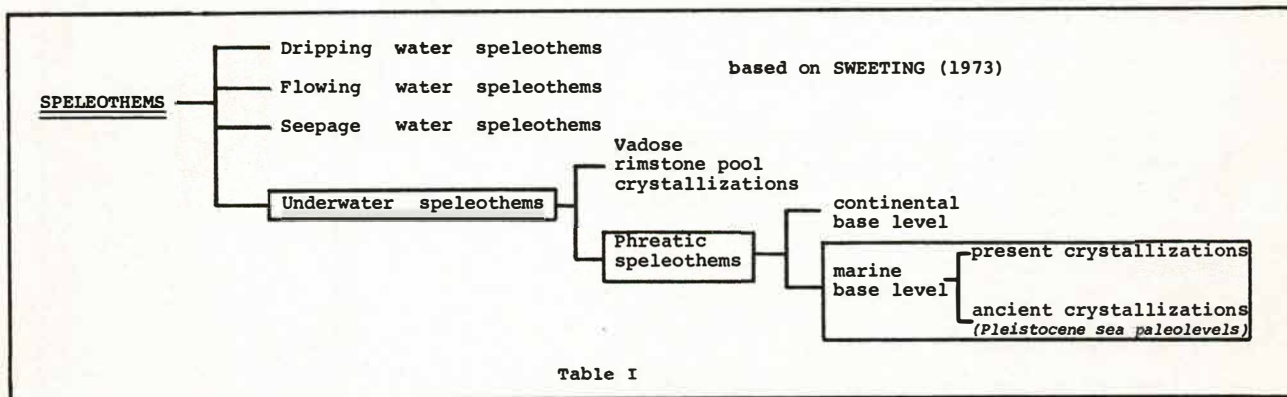 Dripping water speleothems
based on SWEETING (1973)
Flowing water speleothems
SPELEOTHEMS
Seepage water speleothems
Vadose
rimstone pool
crystallizations
Underwater speleothems
continental
base level
Phreatic
speleothems
present crystallizations
marine
base level
ancient crystallizations
(Pleistocene sea paleolevels)
Table I